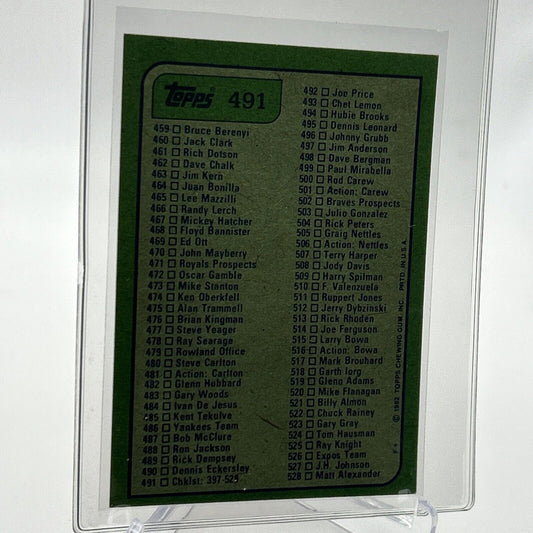 Topps 491
459 Bruce Berenyi
460 Jack Clark
461 Rich Dotson
462 Dave Chalk
463 Jim Kern
464 Juan Bonilla
465 Lee Mazzilli
466 Randy Lerch
467 Mickey Hatcher
468 Floyd Bannister
469 Ed Ott
470 John Mayberry
471 Royals Prospects
472 Oscar Gamble
473 Mike Stanton
474 Ken Oberkfell
475 Alan Trammell
476 Brian Kingman
477 Steve Yeager
478 Ray Searage
479 Rowland Office
480 Steve Carlton
481 Action: Carlton
482 Glenn Hubbard
483 Gary Woods
484 Ivan De Jesus
485 Kent Tekulve
486 Yankees Team
487 Bob McClure
488 Ron Jackson
489 Rick Dempsey
490 Dennis Eckersley
491 Chklst: 397-528
492 Joe Price
493 Chet Lemon
494 Hubie Brooks
495 Dennis Leonard
496 Johnny Grubb
497 Jim Anderson
498 Dave Bergman
499 Paul Mirabella
500 Rod Carew
501 Action: Carew
502 Braves Prospects
503 Julio Gonzalez
504 Rick Peters
505 Graig Nettles
506 Action: Nettles
507 Terry Harper
508 Jody Davis
509 Harry Spilman
510 F. Valenzuela
511 Ruppert Jones
512 Jerry Dybzinski
513 Rick Rhoden
514 Joe Ferguson
515 Larry Bowa
516 Action: Bowa
517 Mark Brouhard
518 Garth Iorg
519 Glenn Adams
520 Mike Flanagan
521 Billy Almon
522 Chuck Rainey
523 Gary Gray
524 Tom Hausman
525 Ray Knight
526 Expos Team
527 J.H. Johnson
528 Matt Alexander
© 1982 TOPPS CHEWING GUM, INC. PRTD. IN U.S.A.